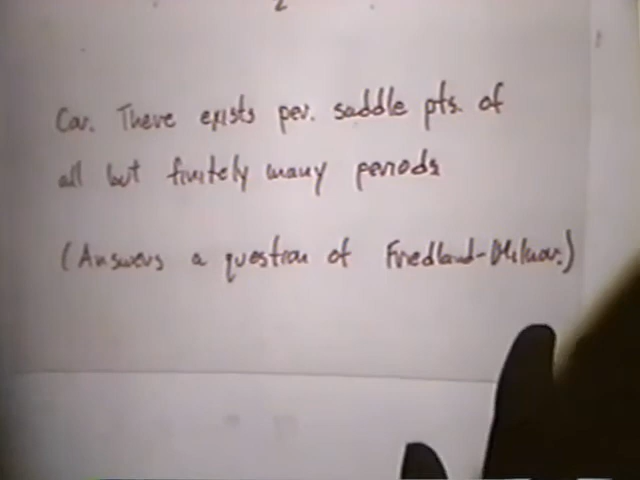 Cor. There exists per. saddle pts. of
all but finitely many periods
(Answers a question of Friedland-Milnor.)